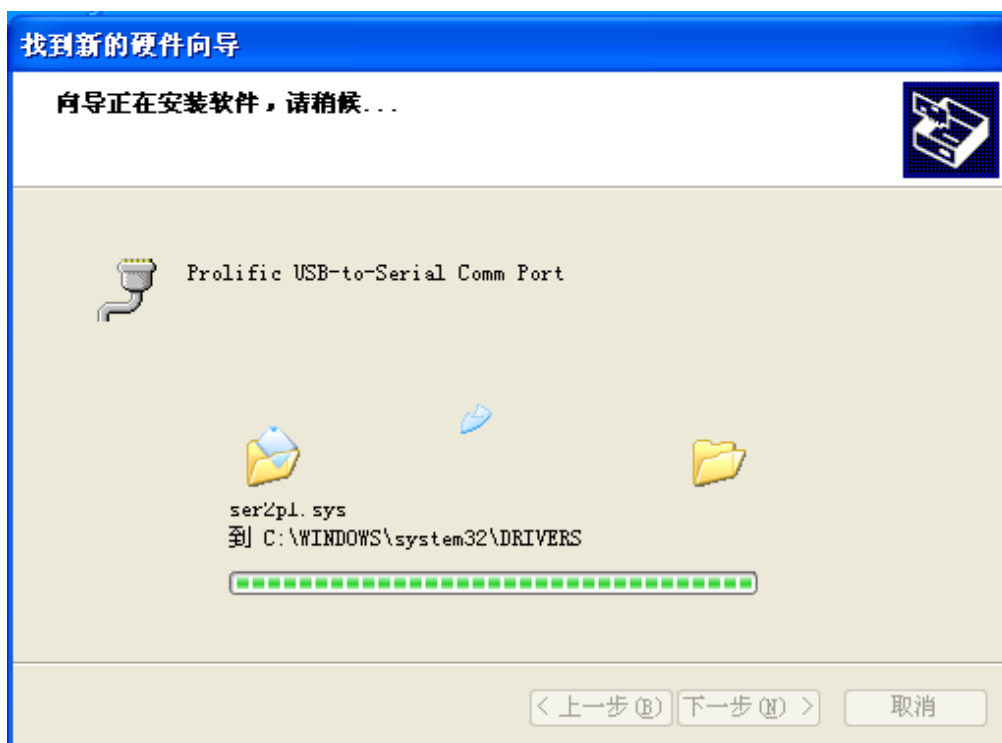 找到新的硬件向导
向导正在安装软件，请稍候...
Prolific USB-to-Serial Comm Port
ser2pl.sys
到 C:\WINDOWS\system32\DRIVERS
< 上一步(B) 下一步(N) > 取消